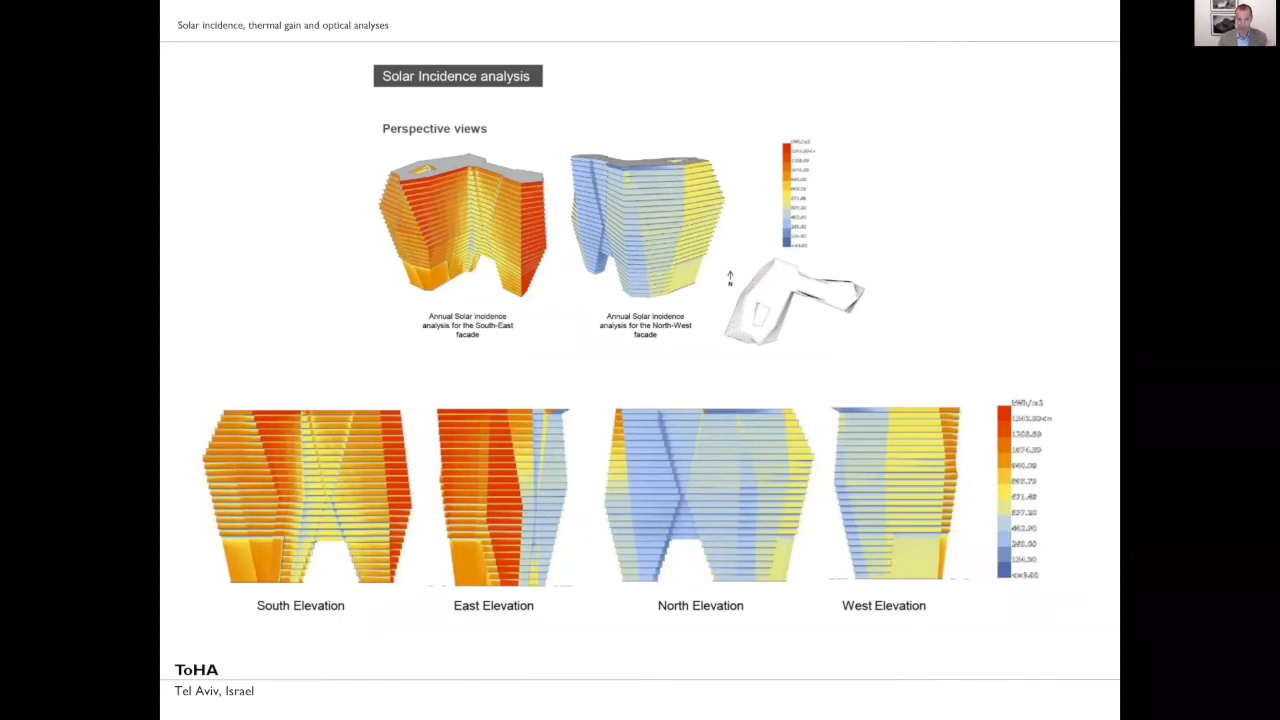 Solar incidence, thermal gain and optical analyses
Solar Incidence analysis
Perspective views
N
Annual Solar incidence
analysis for the South-East
facade
Annual Solar incidence
analysis for the North-West
facade
South Elevation
East Elevation
North Elevation
West Elevation
ToHA
Tel Aviv, Israel